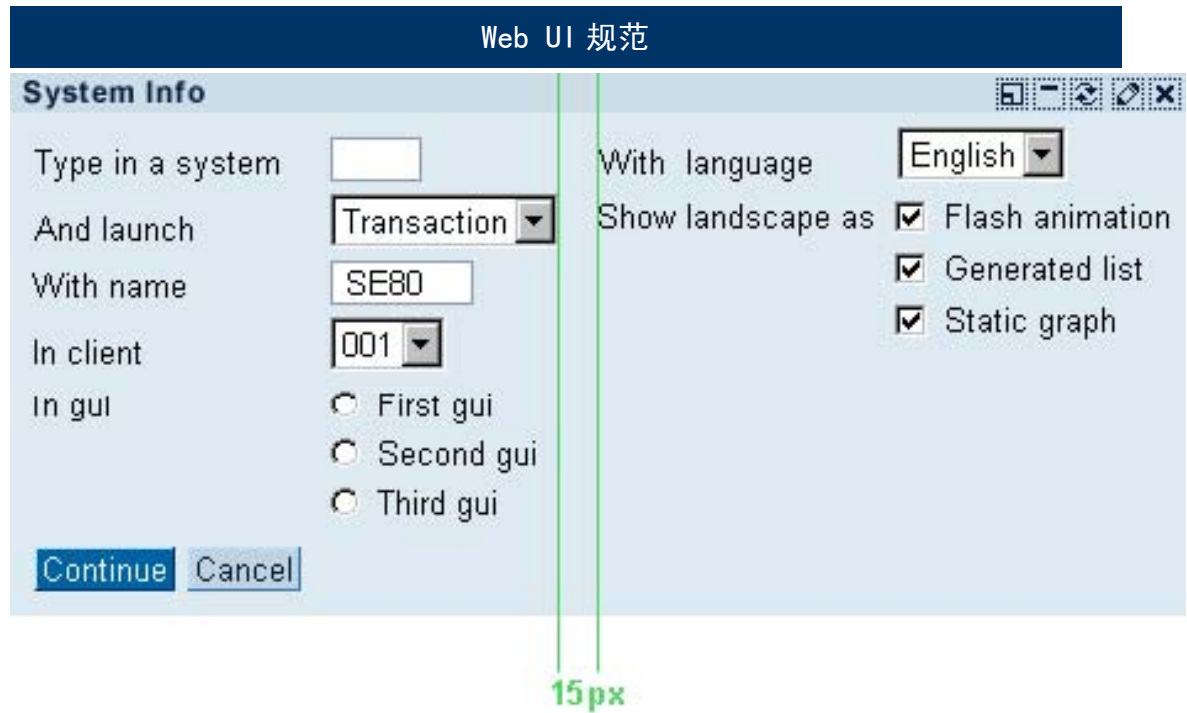 Web UI 规范
System Info
Type in a system
And launch Transaction
With name SE80
In client 001
In gui First gui
Second gui
Third gui
With language English
Show landscape as Flash animation
Generated list
Static graph
Continue Cancel
15px